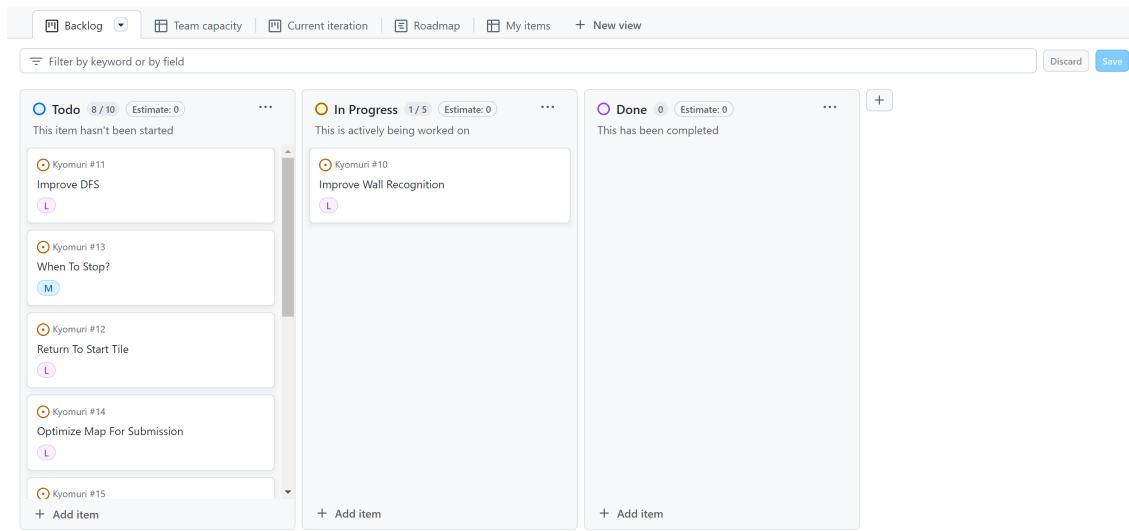 Backlog
Team capacity
Current iteration
Roadmap
My items
New view
Filter by keyword or by field
Discard
Save
Todo 8 / 10 Estimate: 0
This item hasn't been started
Kyomuri #11
Improve DFS
L
Kyomuri #13
When To Stop?
M
Kyomuri #12
Return To Start Tile
L
Kyomuri #14
Optimize Map For Submission
L
Kyomuri #15
+ Add item
In Progress 1 / 5 Estimate: 0
This is actively being worked on
Kyomuri #10
Improve Wall Recognition
L
+ Add item
Done 0 Estimate: 0
This has been completed
+ Add item